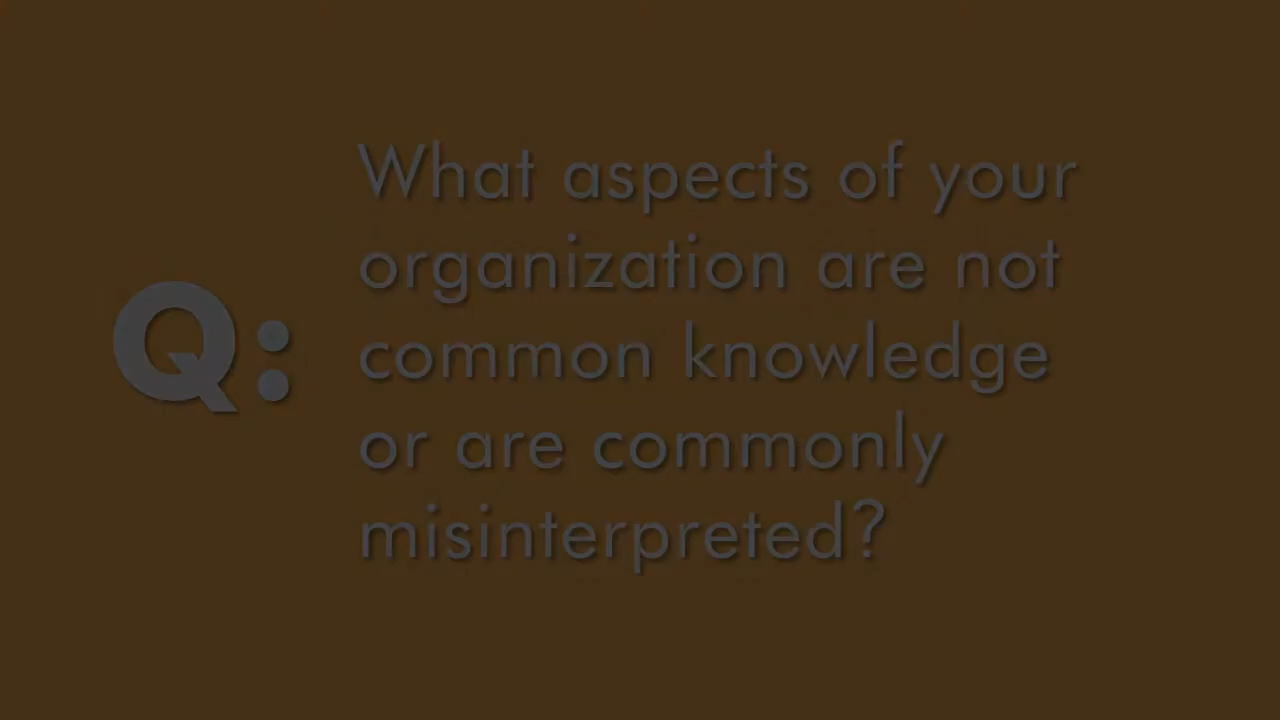 Q:
What aspects of your
organization are not
common knowledge
or are commonly
misinterpreted?